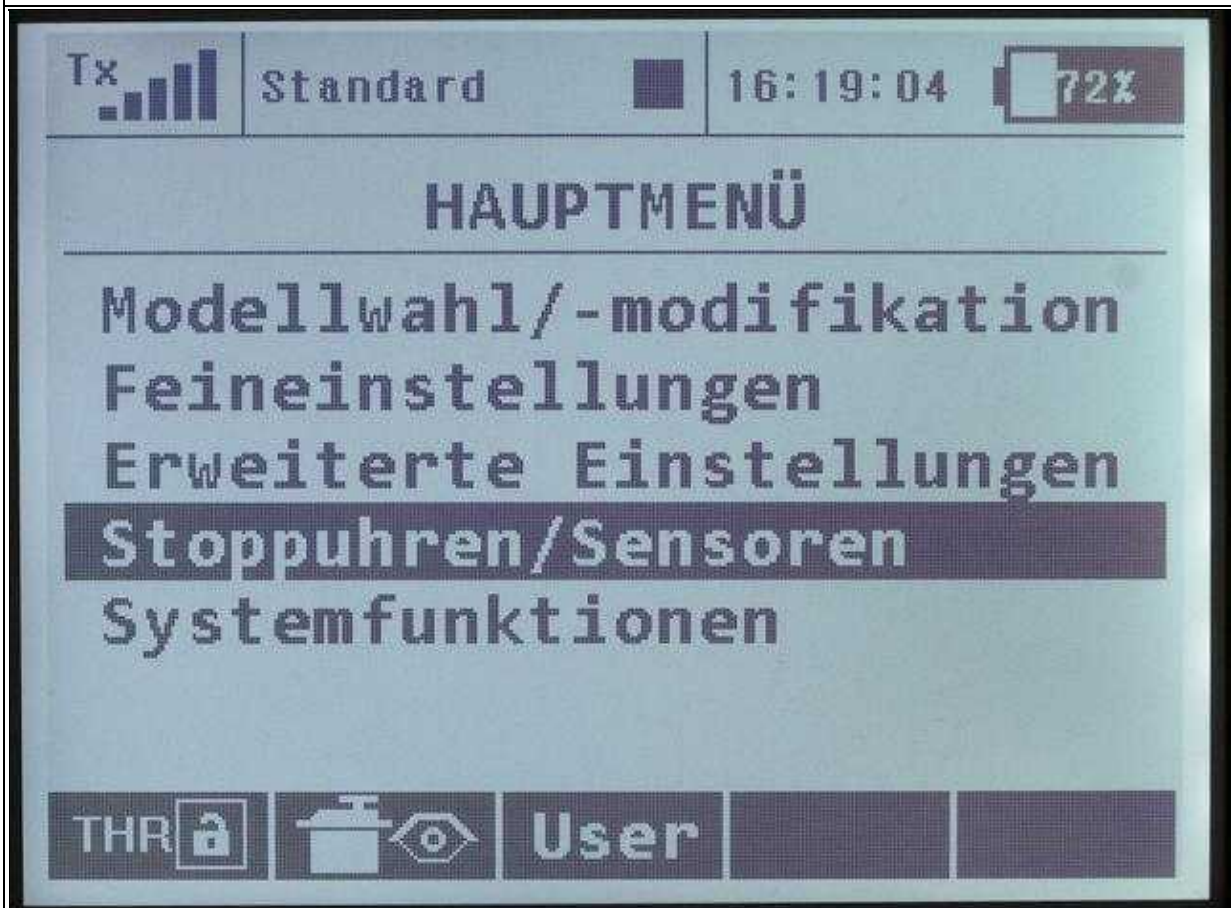 Tx Standard 16:19:04 72%
HAUPTMENÜ
Modellwahl/-modifikation
Feineinstellungen
Erweiterte Einstellungen
Stoppuhren/Sensoren
Systemfunktionen
THR User